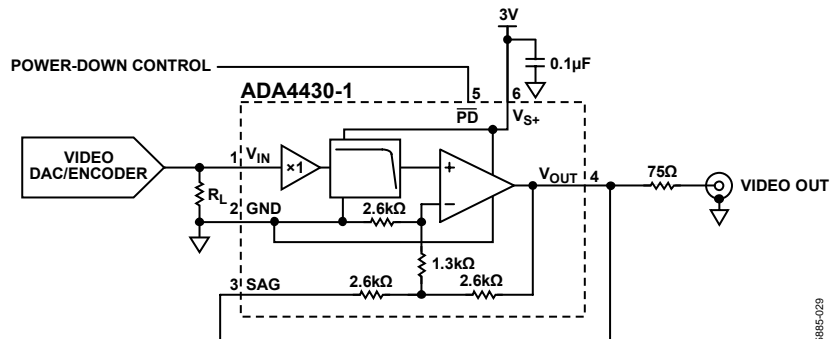 3V
POWER-DOWN CONTROL
0.1µF
ADA4430-1
5
6
PD
VS+
VIDEO
DAC/ENCODER
1
VIN
×1
+
−
VOUT
4
75Ω
VIDEO OUT
RL
2
GND
2.6kΩ
1.3kΩ
3
SAG
2.6kΩ
2.6kΩ